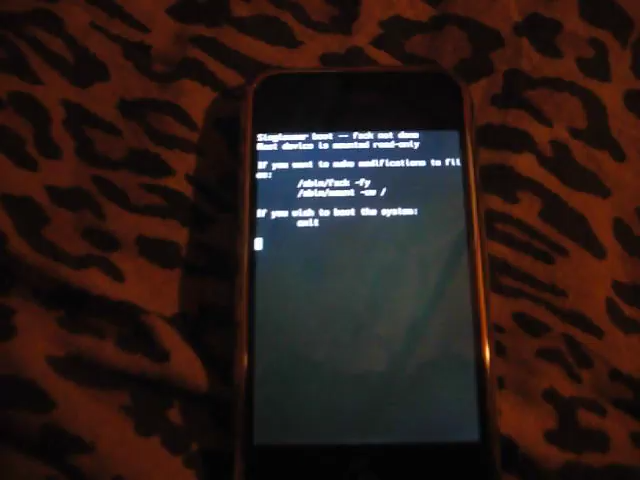 Singleuser boot -- fsck not done
Root device is mounted read-only
If you want to make modifications to fil
es:
/sbin/fsck -fy
/sbin/mount -uw /
If you wish to boot the system:
exit